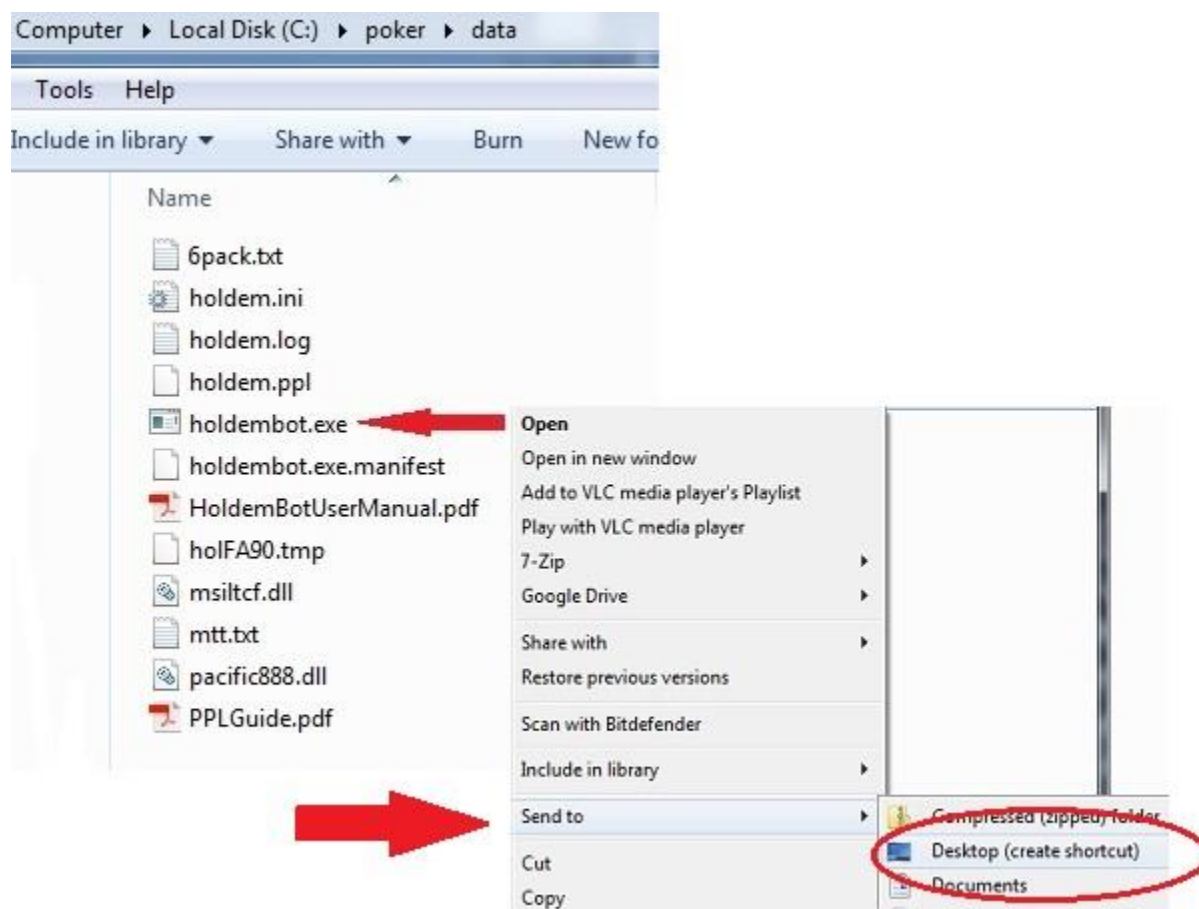 Computer ▸ Local Disk (C:) ▸ poker ▸ data
Tools Help
Include in library Share with Burn New fo
Name
6pack.txt
holdem.ini
holdem.log
holdem.ppl
holdembot.exe
holdembot.exe.manifest
HoldemBotUserManual.pdf
holFA90.tmp
msiltcf.dll
mtt.txt
pacific888.dll
PPLGuide.pdf
Open
Open in new window
Add to VLC media player's Playlist
Play with VLC media player
7-Zip
Google Drive
Share with
Restore previous versions
Scan with Bitdefender
Include in library
Send to
Cut
Copy
Compressed (zipped) folder
Desktop (create shortcut)
Documents